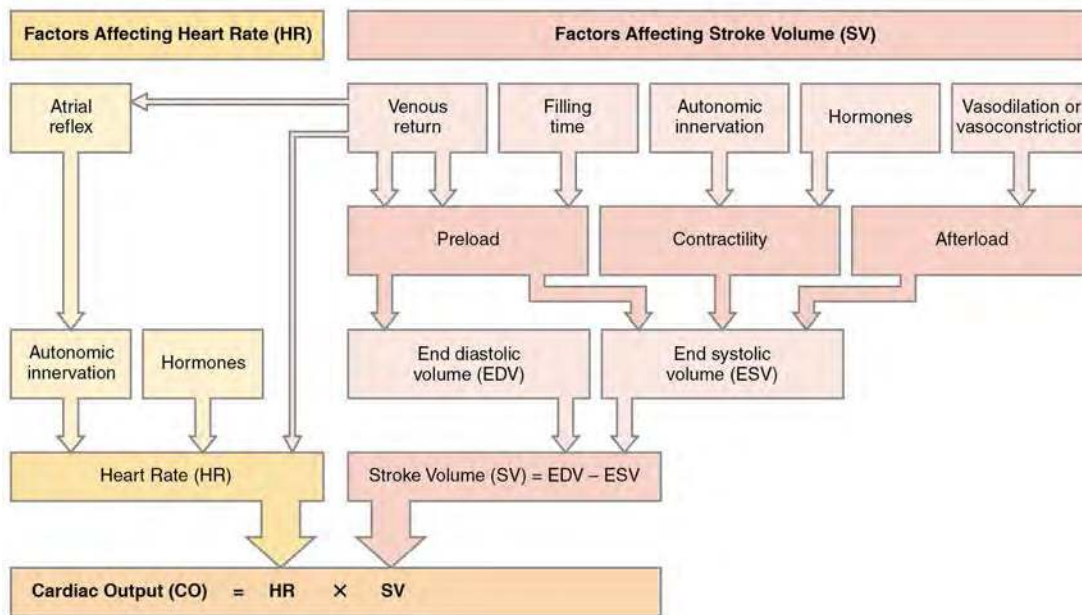 Factors Affecting Heart Rate (HR)
Factors Affecting Stroke Volume (SV)
Atrial
reflex
Venous
return
Filling
time
Autonomic
innervation
Hormones
Vasodilation or
vasoconstriction
Preload
Contractility
Afterload
Autonomic
innervation
Hormones
End diastolic
volume (EDV)
End systolic
volume (ESV)
Heart Rate (HR)
Stroke Volume (SV) = EDV – ESV
Cardiac Output (CO) = HR × SV